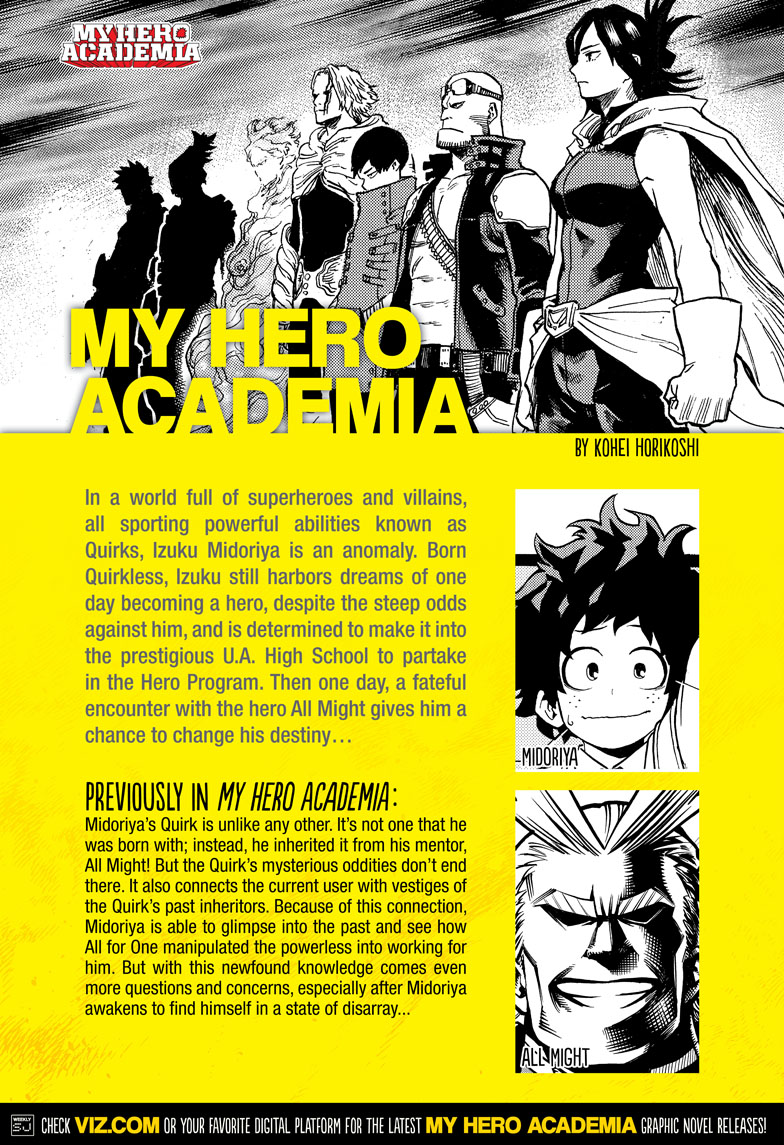 MY HERO
ACADEMIA
MY HERO
ACADEMIA
BY KOHEI HORIKOSHI
In a world full of superheroes and villains,
all sporting powerful abilities known as
Quirks, Izuku Midoriya is an anomaly. Born
Quirkless, Izuku still harbors dreams of one
day becoming a hero, despite the steep odds
against him, and is determined to make it into
the prestigious U.A. High School to partake
in the Hero Program. Then one day, a fateful
encounter with the hero All Might gives him a
chance to change his destiny…
MIDORIYA
PREVIOUSLY IN MY HERO ACADEMIA:
Midoriya's Quirk is unlike any other. It's not one that he
was born with; instead, he inherited it from his mentor,
All Might! But the Quirk's mysterious oddities don't end
there. It also connects the current user with vestiges of
the Quirk's past inheritors. Because of this connection,
Midoriya is able to glimpse into the past and see how
All for One manipulated the powerless into working for
him. But with this newfound knowledge comes even
more questions and concerns, especially after Midoriya
awakens to find himself in a state of disarray...
ALL MIGHT
WEEKLY
SJ
CHECK VIZ.COM OR YOUR FAVORITE DIGITAL PLATFORM FOR THE LATEST MY HERO ACADEMIA GRAPHIC NOVEL RELEASES!